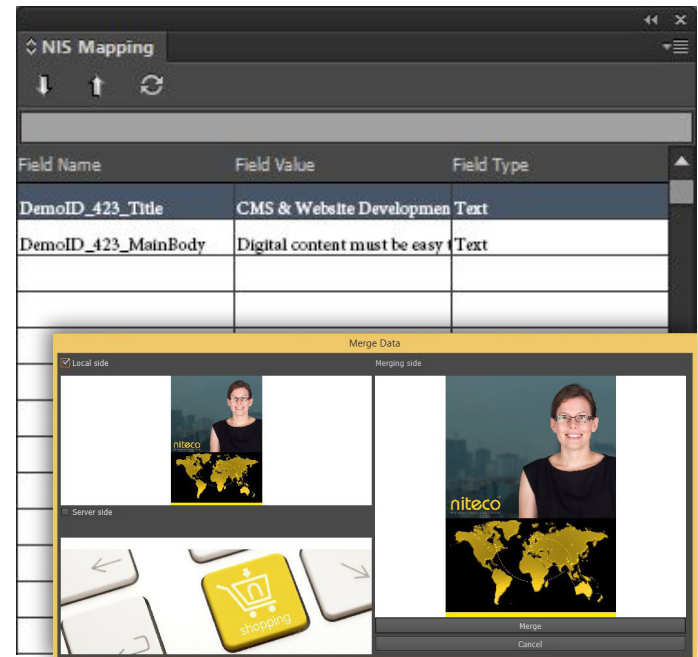 NIS Mapping
Field Name Field Value Field Type
DemoID_423_Title CMS & Website Developmen Text
DemoID_423_MainBody Digital content must be easy t Text
Merge Data
Local side Merging side
niteco
niteco
Server side
shopping
Merge
Cancel